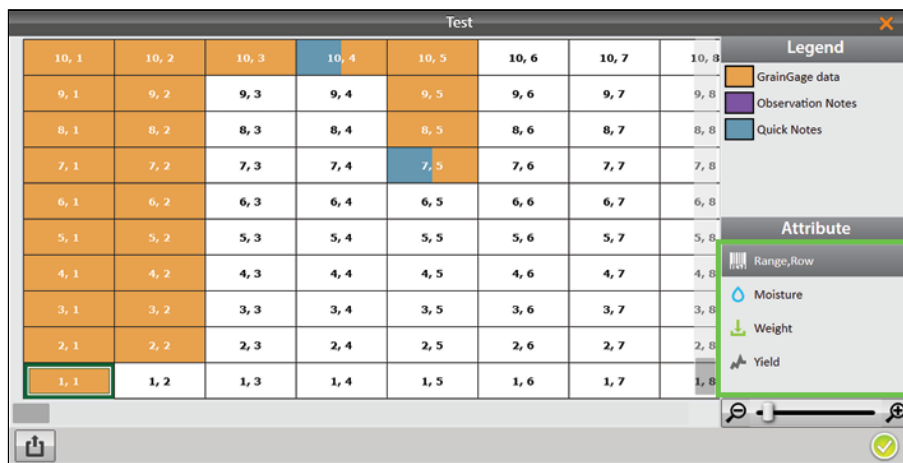 Test
10, 1 10, 2 10, 3 10, 4 10, 5 10, 6 10, 7 10, 8
9, 1 9, 2 9, 3 9, 4 9, 5 9, 6 9, 7 9, 8
8, 1 8, 2 8, 3 8, 4 8, 5 8, 6 8, 7 8, 8
7, 1 7, 2 7, 3 7, 4 7, 5 7, 6 7, 7 7, 8
6, 1 6, 2 6, 3 6, 4 6, 5 6, 6 6, 7 6, 8
5, 1 5, 2 5, 3 5, 4 5, 5 5, 6 5, 7 5, 8
4, 1 4, 2 4, 3 4, 4 4, 5 4, 6 4, 7 4, 8
3, 1 3, 2 3, 3 3, 4 3, 5 3, 6 3, 7 3, 8
2, 1 2, 2 2, 3 2, 4 2, 5 2, 6 2, 7 2, 8
1, 1 1, 2 1, 3 1, 4 1, 5 1, 6 1, 7 1, 8
Legend
GrainGage data
Observation Notes
Quick Notes
Attribute
Range,Row
Moisture
Weight
Yield